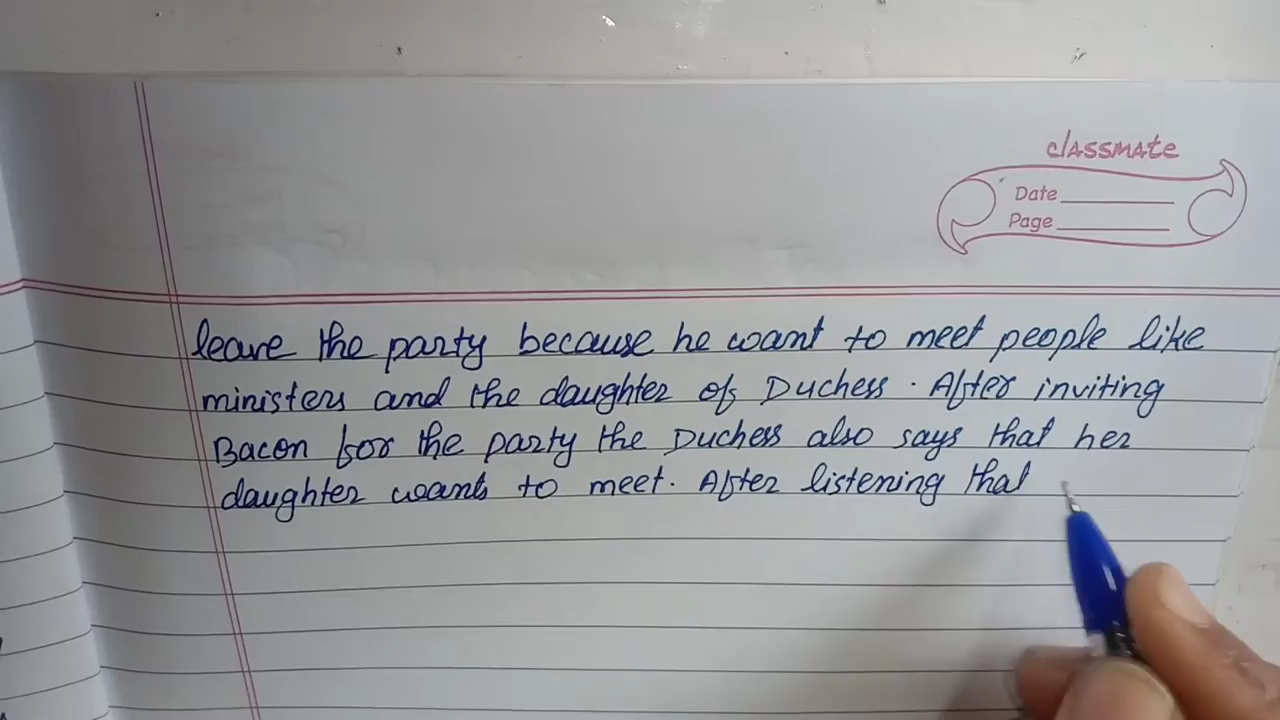 classmate
Date
Page
leave the party because he want to meet people like
ministers and the daughter of Duchess. After inviting
Bacon for the party the Duchess also says that her
daughter wants to meet. After listening that